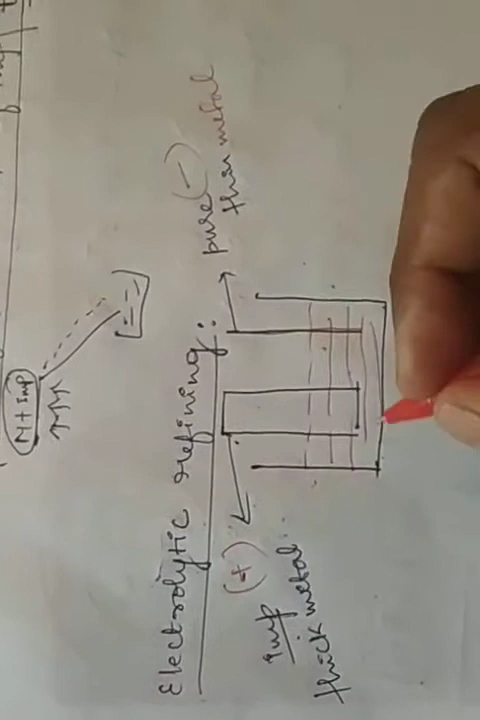 M + Imp
Electrolytic refining :
(+)
Imp
thick metal
pure (-)
thin metal